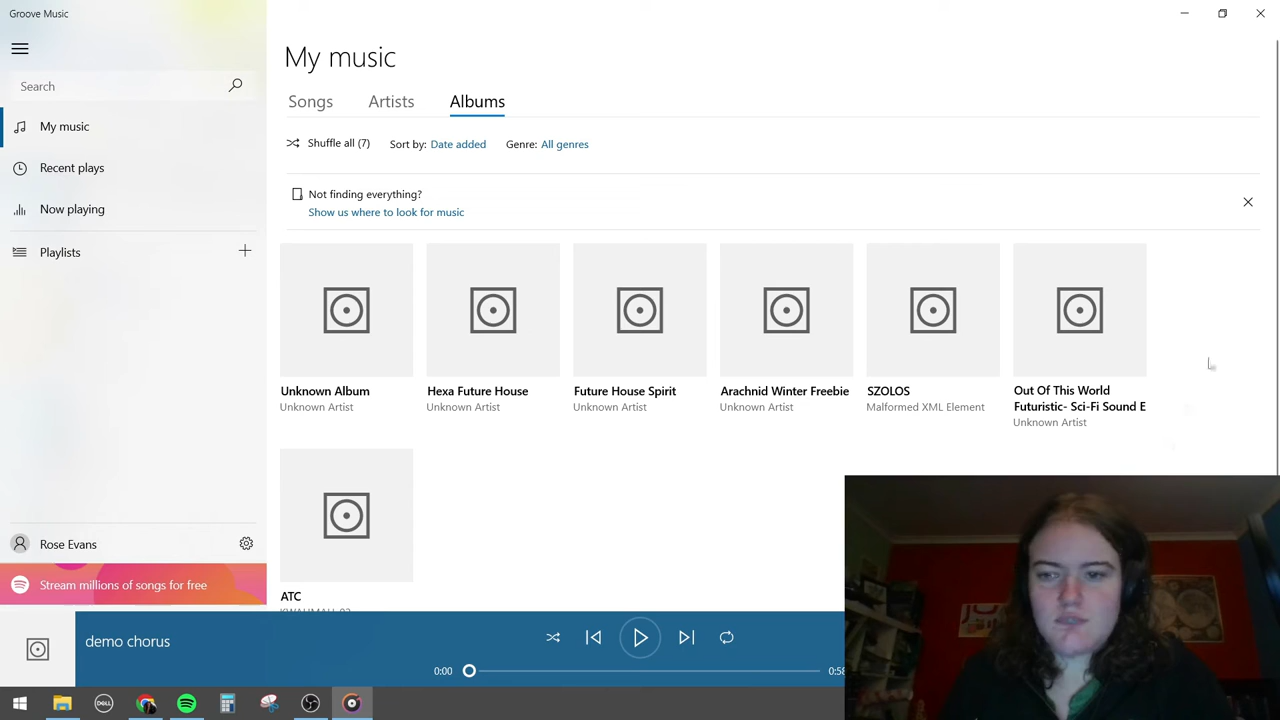 Groove Music
Search
My music
Recent plays
Now playing
Playlists
Rose Evans
Stream millions of songs for free
My music
Songs Artists Albums
Shuffle all (7) Sort by: Date added Genre: All genres
Not finding everything?
Show us where to look for music
Unknown Album
Unknown Artist
Hexa Future House
Unknown Artist
Future House Spirit
Unknown Artist
Arachnid Winter Freebie
Unknown Artist
SZOLOS
Malformed XML Element
Out Of This World
Futuristic- Sci-Fi Sound E
Unknown Artist
ATC
demo chorus
0:00
0:58
DELL